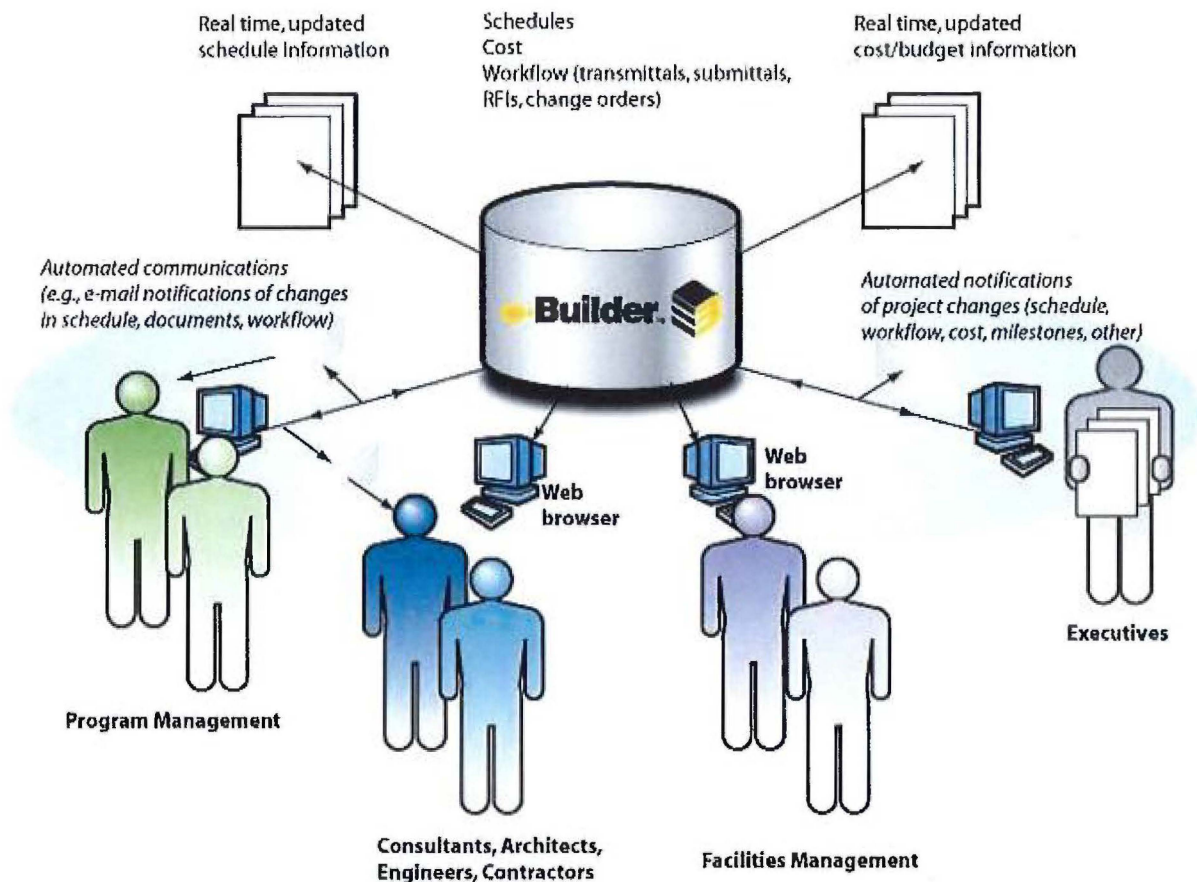 Real time, updated
schedule information
Schedules
Cost
Workflow (transmittals, submittals,
RFIs, change orders)
Real time, updated
cost/budget information
Automated communications
(e.g., e-mail notifications of changes
in schedule, documents, workflow)
Automated notifications
of project changes (schedule,
workflow, cost, milestones, other)
e-Builder™
Web
browser
Web
browser
Program Management
Consultants, Architects,
Engineers, Contractors
Facilities Management
Executives